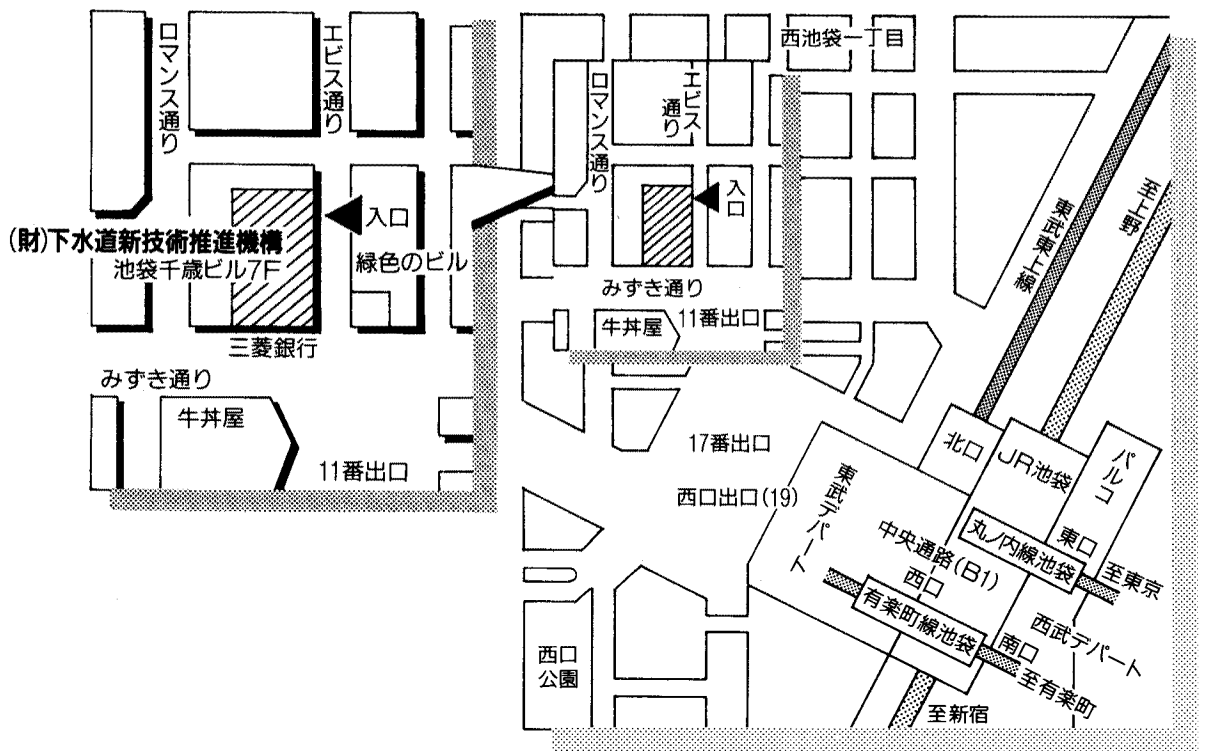 ロマンス通り
エビス通り
入口
(財)下水道新技術推進機構
池袋千歳ビル7F
緑色のビル
三菱銀行
みずき通り
牛丼屋
11番出口
西池袋一丁目
ロマンス通り
エビス
通り
入口
みずき通り
牛丼屋
11番出口
17番出口
西口出口(19)
東武東上線
至上野
北口
JR池袋
パルコ
東武デパート
中央通路(B1)
西口
丸ノ内線池袋
東口
至東京
有楽町線池袋
南口
西武デパート
至有楽町
至新宿
西口
公園